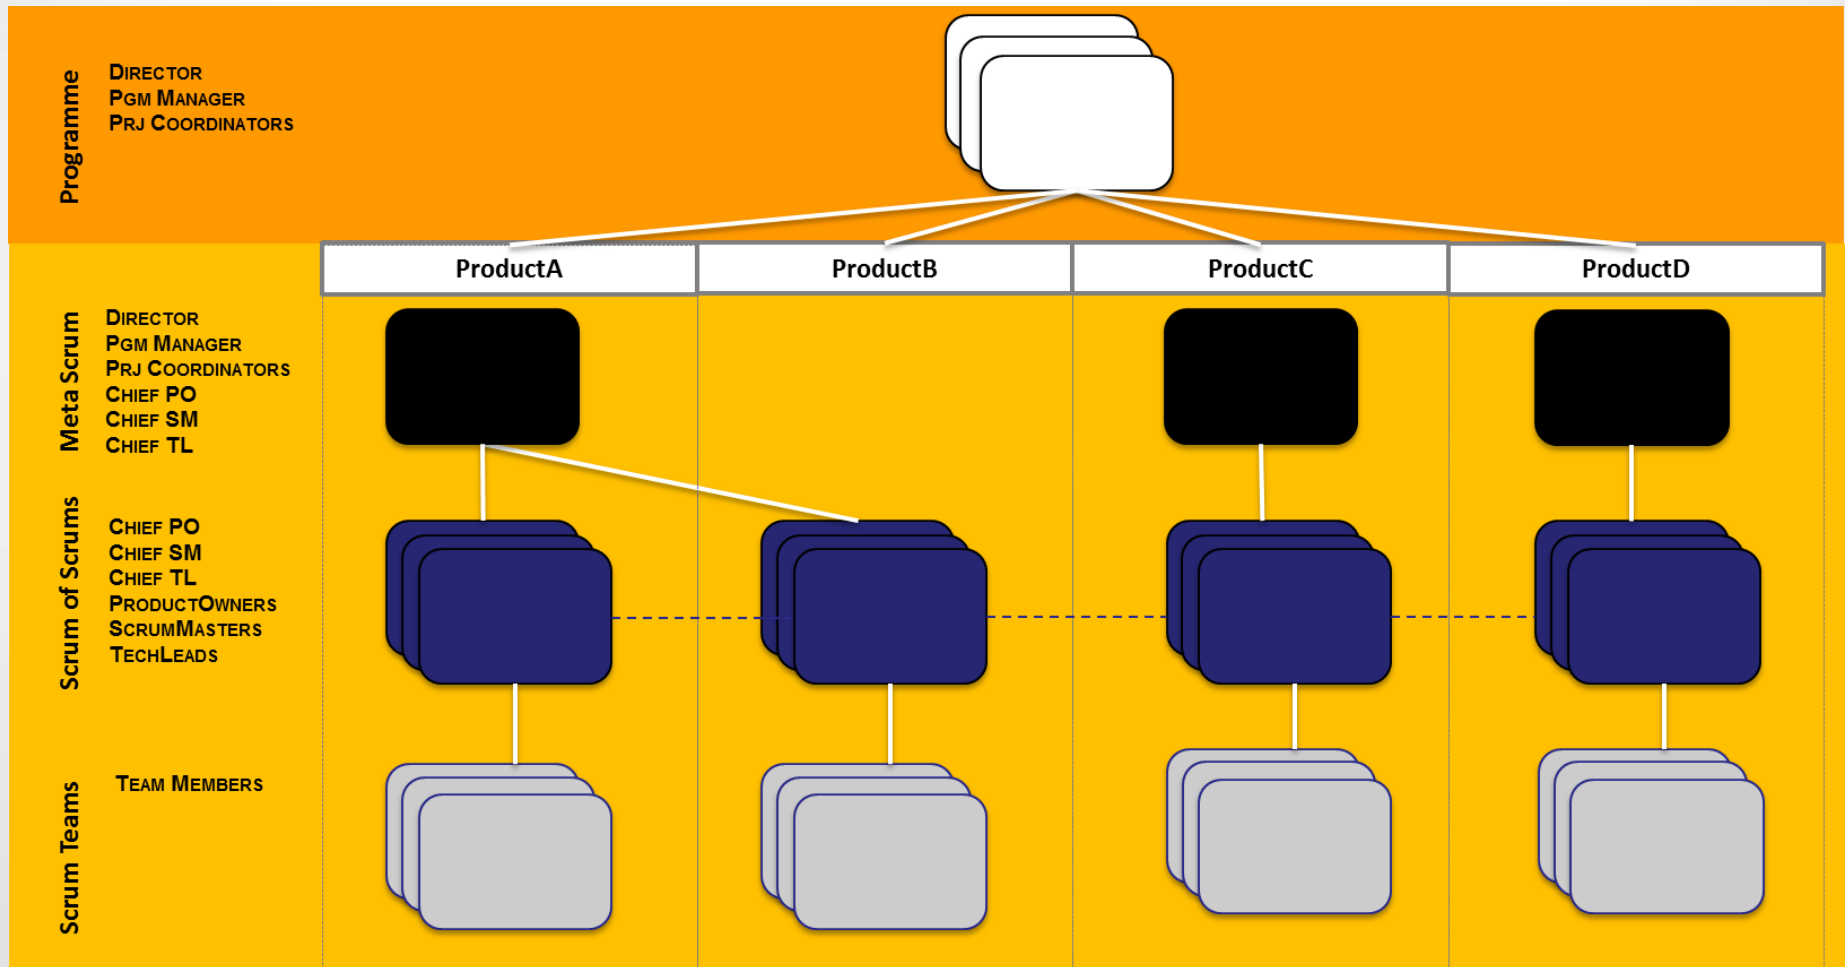 Programme
DIRECTOR
PGM MANAGER
PRJ COORDINATORS
ProductA
ProductB
ProductC
ProductD
Meta Scrum
DIRECTOR
PGM MANAGER
PRJ COORDINATORS
CHIEF PO
CHIEF SM
CHIEF TL
Scrum of Scrums
CHIEF PO
CHIEF SM
CHIEF TL
PRODUCTOWNERS
SCRUMMASTERS
TECHLEADS
Scrum Teams
TEAM MEMBERS